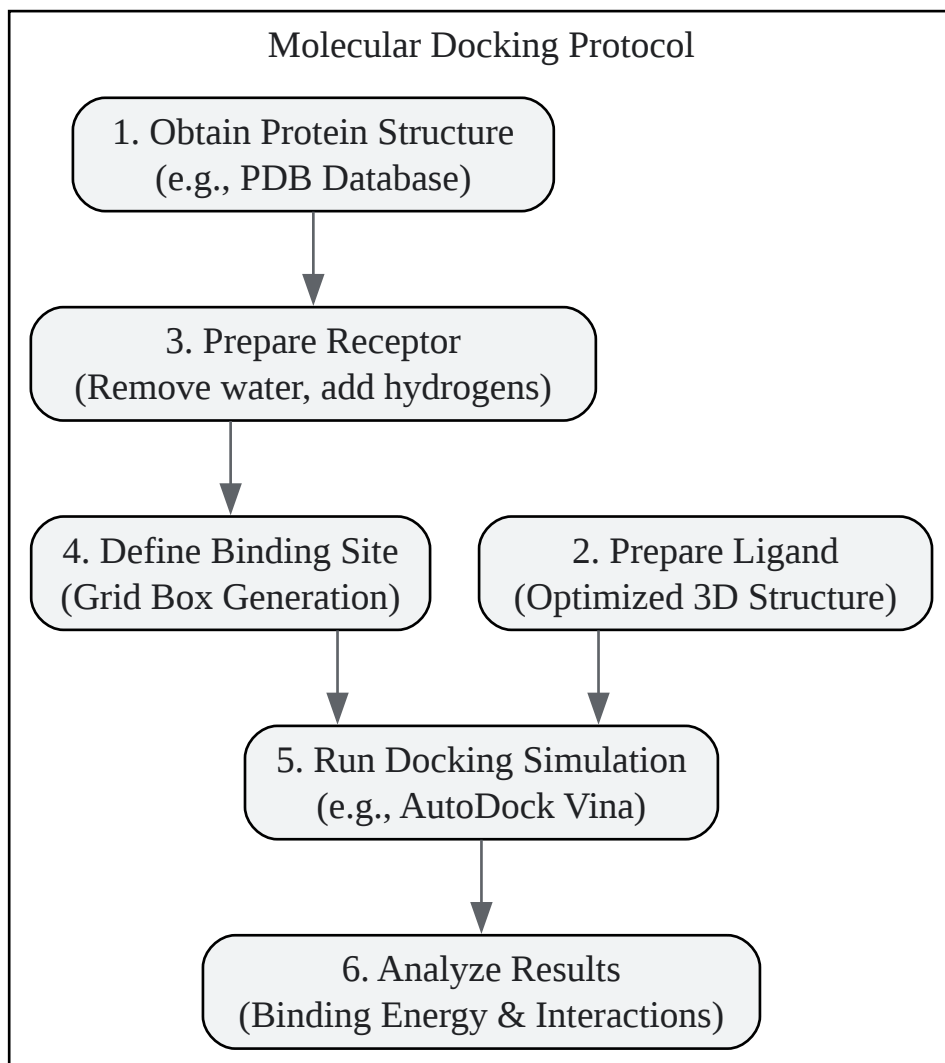 Molecular Docking Protocol
1. Obtain Protein Structure
(e.g., PDB Database)
3. Prepare Receptor
(Remove water, add hydrogens)
4. Define Binding Site
(Grid Box Generation)
2. Prepare Ligand
(Optimized 3D Structure)
5. Run Docking Simulation
(e.g., AutoDock Vina)
6. Analyze Results
(Binding Energy & Interactions)